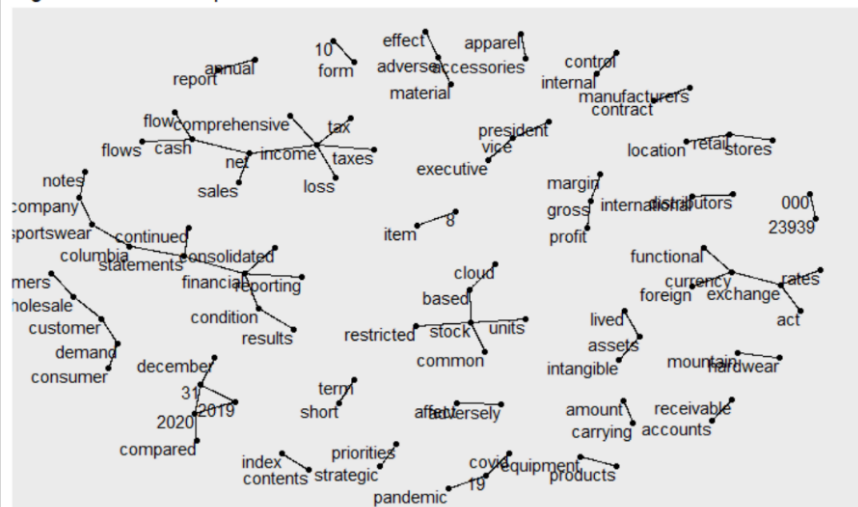 10
form
annual
report
effect
adverse
material
apparel
accessories
control
internal
manufacturers
contract
flow
comprehensive
tax
flows
cash
net
income
taxes
sales
loss
president
vice
executive
location
retail
stores
notes
company
sportswear
columbia
continued
statements
consolidated
financial
reporting
condition
results
item
8
margin
gross
profit
international
distributors
000
23939
functional
currency
foreign
exchange
rates
act
mers
holesale
customer
demand
consumer
cloud
based
restricted
stock
units
common
lived
assets
intangible
mountain
hardwear
december
31
2019
2020
compared
term
short
affect
adversely
amount
carrying
receivable
accounts
index
contents
priorities
strategic
covid
19
pandemic
equipment
products